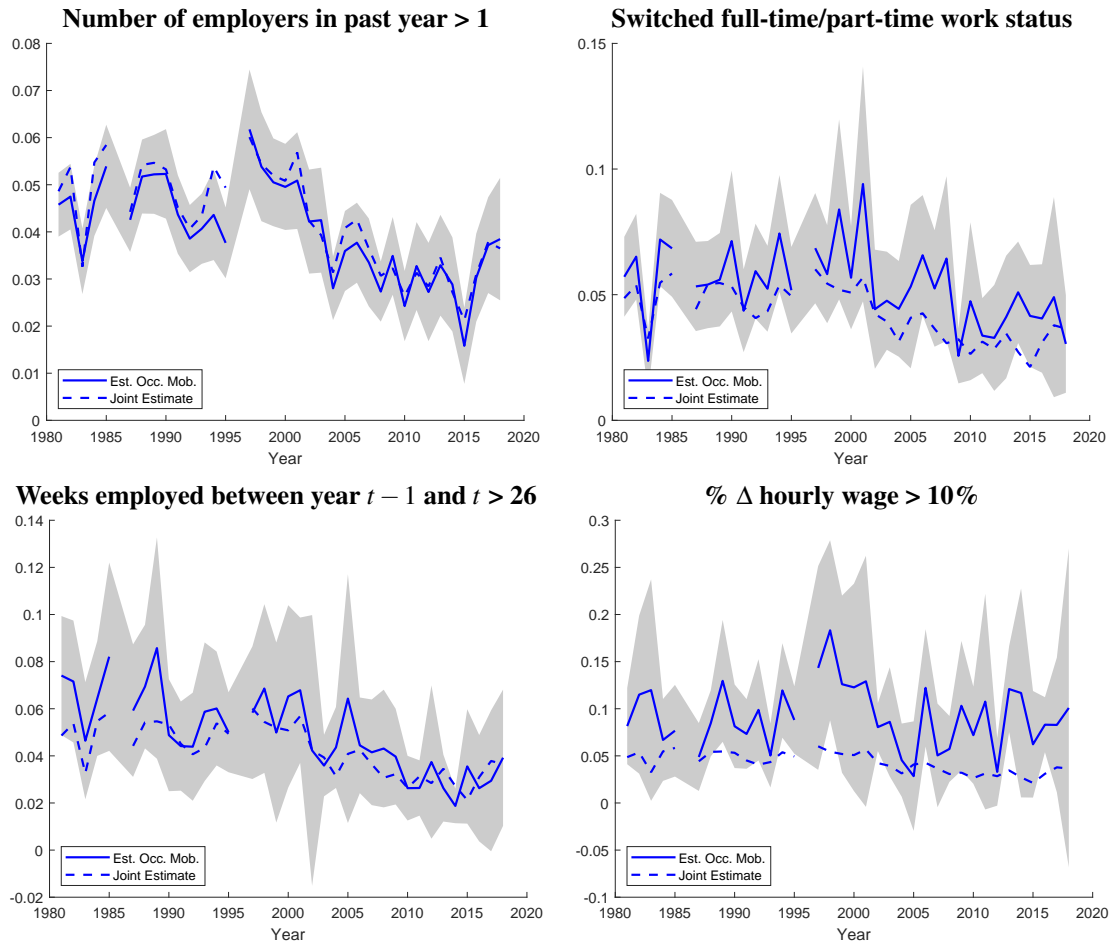 Number of employers in past year > 1
0.08
0.07
0.06
0.05
0.04
0.03
0.02
0.01
0
Est. Occ. Mob.
Joint Estimate
1980 1985 1990 1995 2000 2005 2010 2015 2020
Year
Switched full-time/part-time work status
0.15
0.1
0.05
0
Est. Occ. Mob.
Joint Estimate
1980 1985 1990 1995 2000 2005 2010 2015 2020
Year
Weeks employed between year t − 1 and t > 26
0.14
0.12
0.1
0.08
0.06
0.04
0.02
0
-0.02
Est. Occ. Mob.
Joint Estimate
1980 1985 1990 1995 2000 2005 2010 2015 2020
Year
% Δ hourly wage > 10%
0.3
0.25
0.2
0.15
0.1
0.05
0
-0.05
-0.1
Est. Occ. Mob.
Joint Estimate
1980 1985 1990 1995 2000 2005 2010 2015 2020
Year